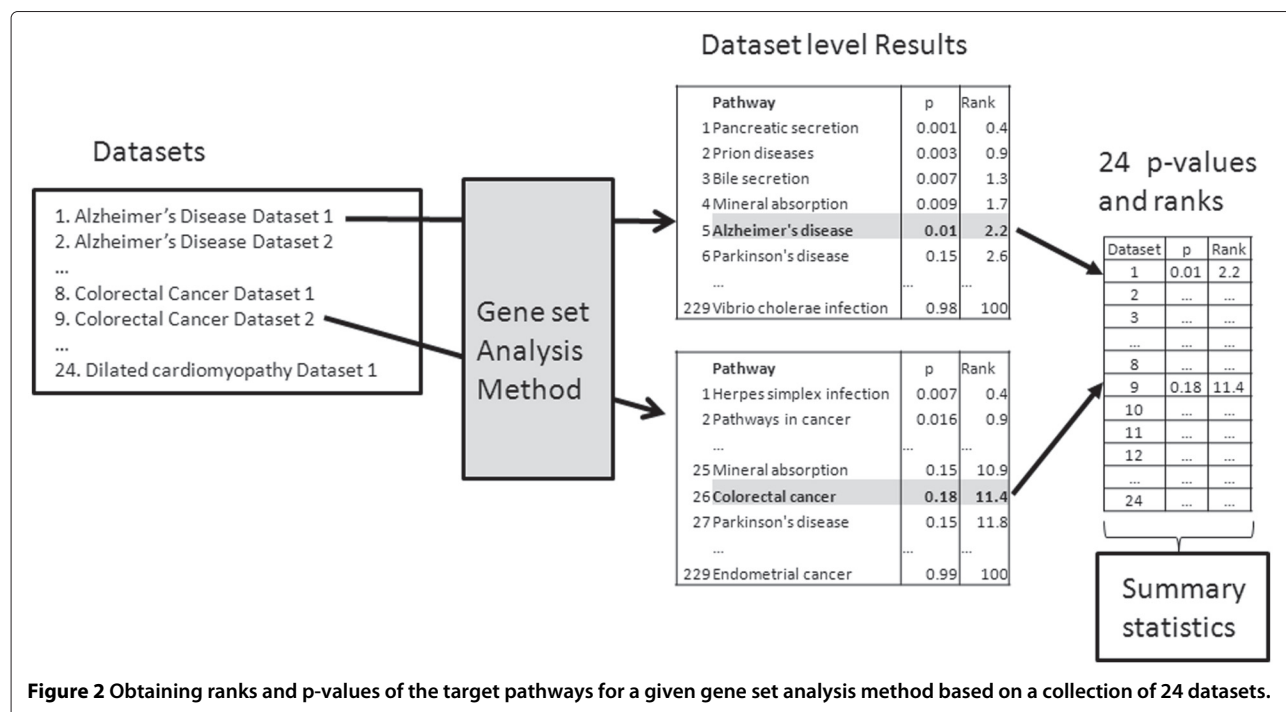 Dataset level Results
Datasets
1. Alzheimer's Disease Dataset 1
2. Alzheimer's Disease Dataset 2
...
8. Colorectal Cancer Dataset 1
9. Colorectal Cancer Dataset 2
...
24. Dilated cardiomyopathy Dataset 1
Gene set
Analysis
Method
Pathway p Rank
1 Pancreatic secretion 0.001 0.4
2 Prion diseases 0.003 0.9
3 Bile secretion 0.007 1.3
4 Mineral absorption 0.009 1.7
5 Alzheimer's disease 0.01 2.2
6 Parkinson's disease 0.15 2.6
... ... ...
229 Vibrio cholerae infection 0.98 100
Pathway p Rank
1 Herpes simplex infection 0.007 0.4
2 Pathways in cancer 0.016 0.9
... ... ...
25 Mineral absorption 0.15 10.9
26 Colorectal cancer 0.18 11.4
27 Parkinson's disease 0.15 11.8
... ... ...
229 Endometrial cancer 0.99 100
24 p-values
and ranks
Dataset p Rank
1 0.01 2.2
2 ... ...
3 ... ...
... ... ...
8 ... ...
9 0.18 11.4
10 ... ...
11 ... ...
12 ... ...
... ... ...
24 ... ...
Summary
statistics
Figure 2 Obtaining ranks and p-values of the target pathways for a given gene set analysis method based on a collection of 24 datasets.